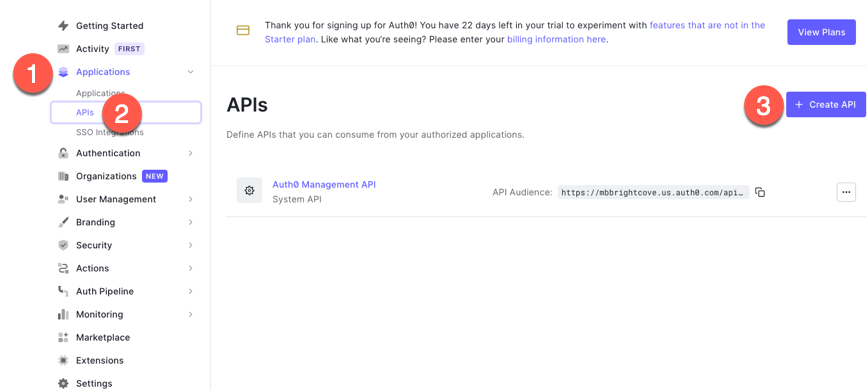 Getting Started
Activity FIRST
1
Applications
Applications
APIs
2
SSO Integrations
Authentication
Organizations NEW
User Management
Branding
Security
Actions
Auth Pipeline
Monitoring
Marketplace
Extensions
Settings
Thank you for signing up for Auth0! You have 22 days left in your trial to experiment with features that are not in the
Starter plan. Like what you're seeing? Please enter your billing information here.
View Plans
APIs
3
+ Create API
Define APIs that you can consume from your authorized applications.
Auth0 Management API
System API
API Audience: https://mbbrightcove.us.auth0.com/api…